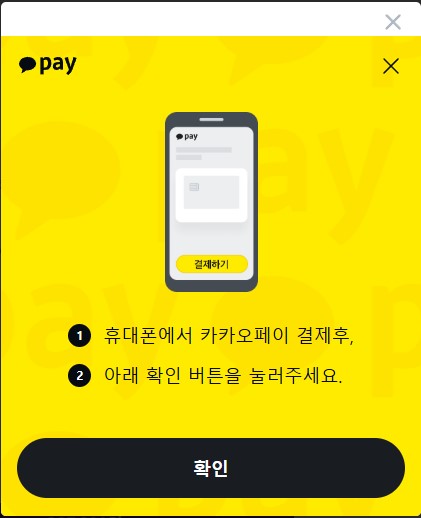 pay
pay
결제하기
1 휴대폰에서 카카오페이 결제후,
2 아래 확인 버튼을 눌러주세요.
확인